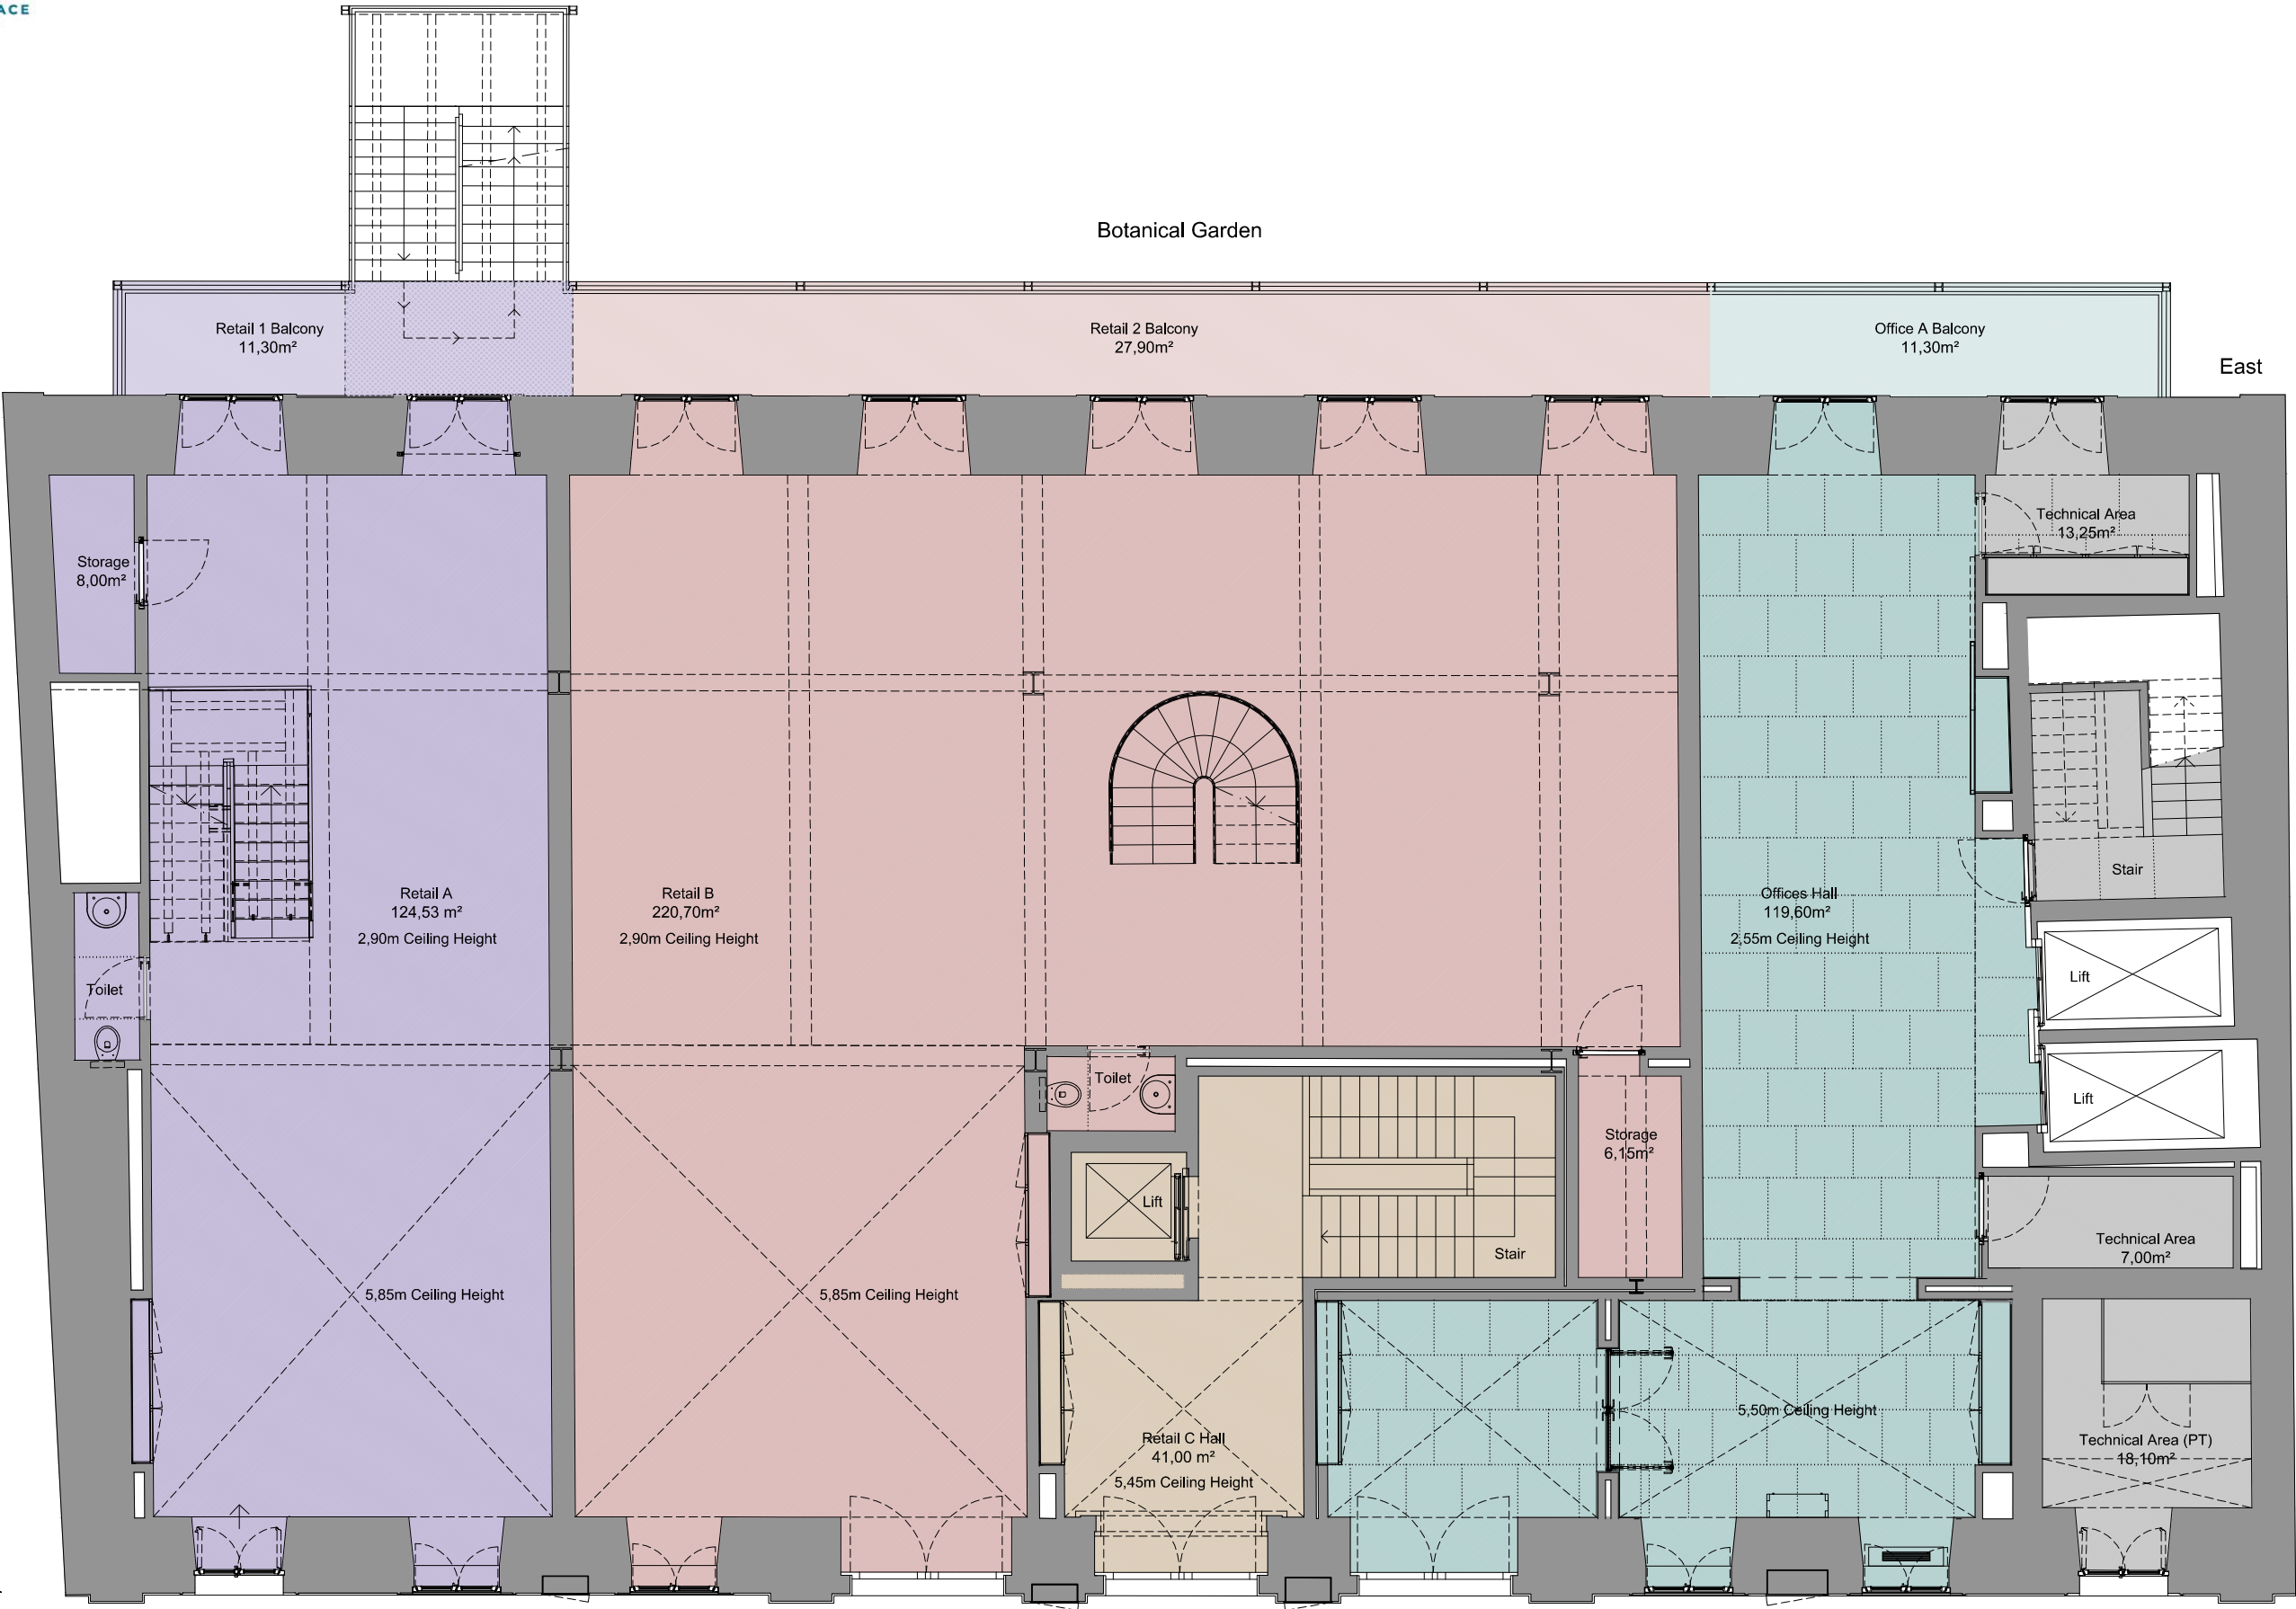 ACE
Botanical Garden
Retail 1 Balcony
11,30m²
Retail 2 Balcony
27,90m²
Office A Balcony
11,30m²
East
Technical Area
13,25m²
Storage
8,00m²
Stair
Retail A
124,53 m²
2,90m Ceiling Height
Retail B
220,70m²
2,90m Ceiling Height
Offices Hall
119,60m²
2,55m Ceiling Height
Lift
Toilet
Toilet
Lift
Storage
6,15m²
Lift
Stair
Technical Area
7,00m²
5,85m Ceiling Height
5,85m Ceiling Height
5,50m Ceiling Height
Retail C Hall
41,00 m²
5,45m Ceiling Height
Technical Area (PT)
18,10m²